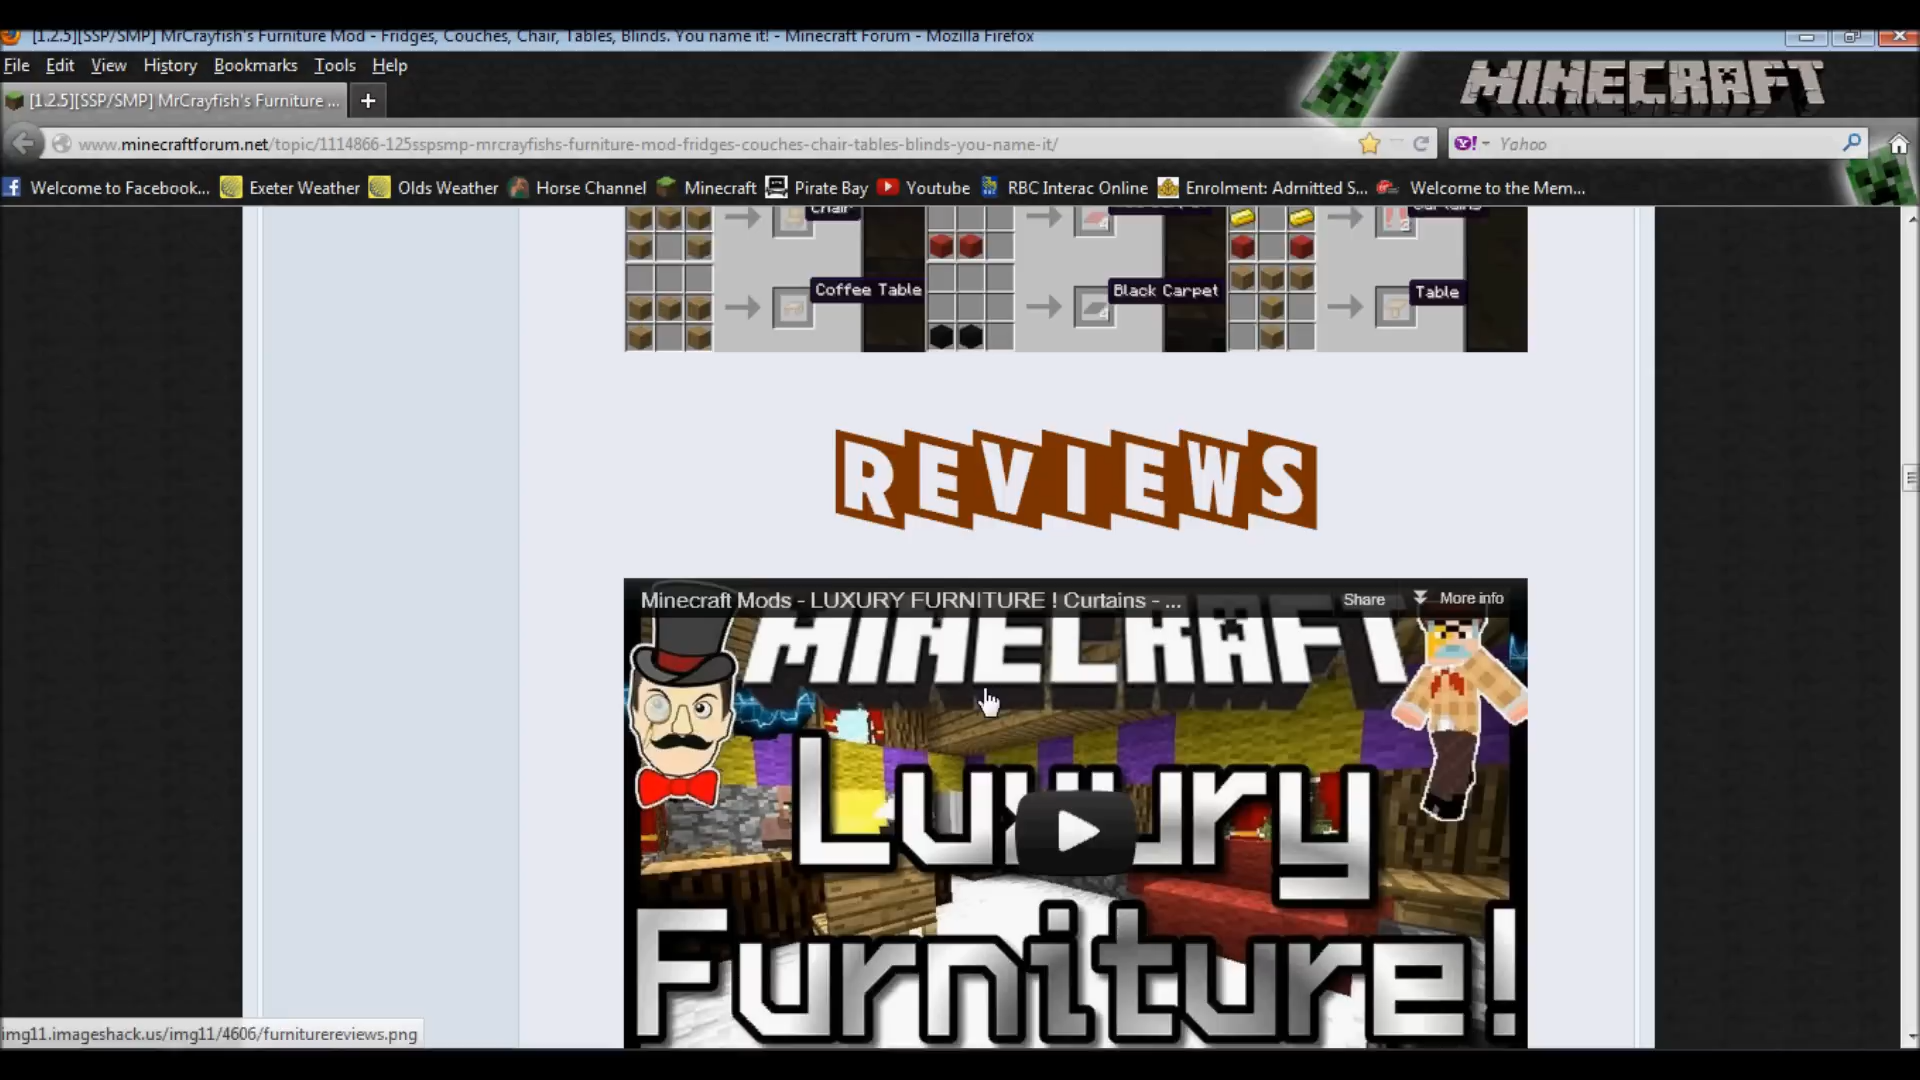 [1.2.5][SSP/SMP] MrCrayfish's Furniture Mod - Fridges, Couches, Chair, Tables, Blinds. You name it! - Minecraft Forum - Mozilla Firefox
File Edit View History Bookmarks Tools Help
MINECRAFT
[1.2.5][SSP/SMP] MrCrayfish's Furniture ... +
www.minecraftforum.net/topic/1114866-125sspsmp-mrcrayfishs-furniture-mod-fridges-couches-chair-tables-blinds-you-name-it/
Y! Yahoo
Welcome to Facebook... Exeter Weather Olds Weather Horse Channel Minecraft Pirate Bay Youtube RBC Interac Online Enrolment: Admitted S... Welcome to the Mem...
Chair
4
2
Coffee Table
Black Carpet
4
Table
REVIEWS
Minecraft Mods - LUXURY FURNITURE ! Curtains - ...
Share More info
MINECRAFT
Luxury
Furniture!
img11.imageshack.us/img11/4606/furniturereviews.png